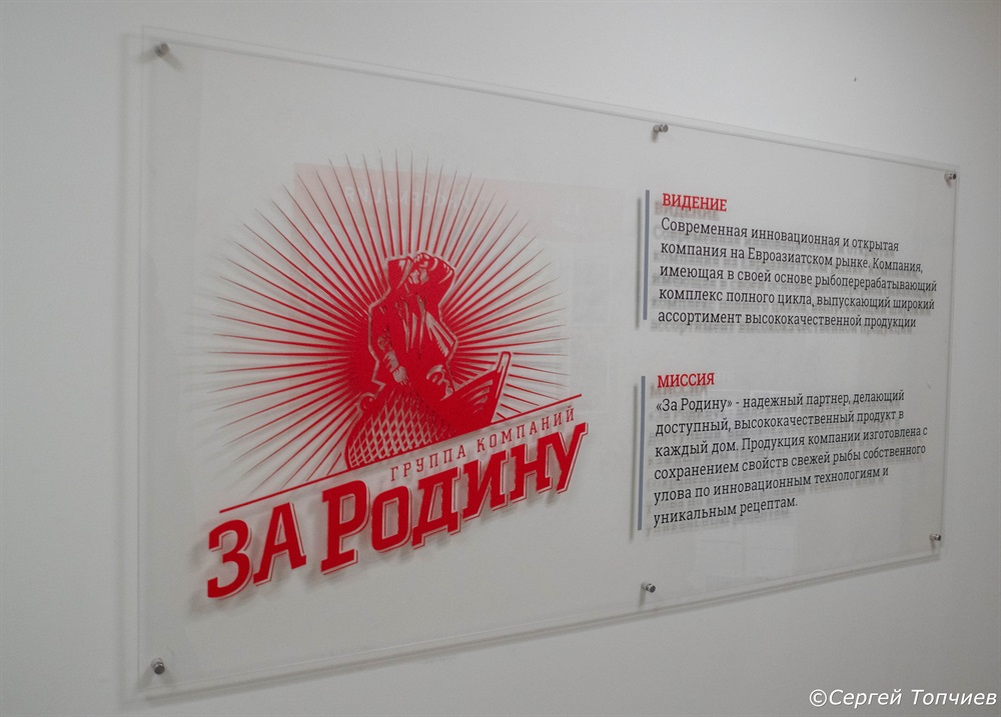 ГРУППА КОМПАНИЙ
ЗА РОДИНУ
ВИДЕНИЕ
Современная инновационная и открытая
компания на Евроазиатском рынке. Компания,
имеющая в своей основе рыбоперерабатывающий
комплекс полного цикла, выпускающий широкий
ассортимент высококачественной продукции
МИССИЯ
«За Родину» - надежный партнер, делающий
доступный, высококачественный продукт в
каждый дом. Продукция компании изготовлена с
сохранением свойств свежей рыбы собственного
улова по инновационным технологиям и
уникальным рецептам.
©Сергей Топчиев